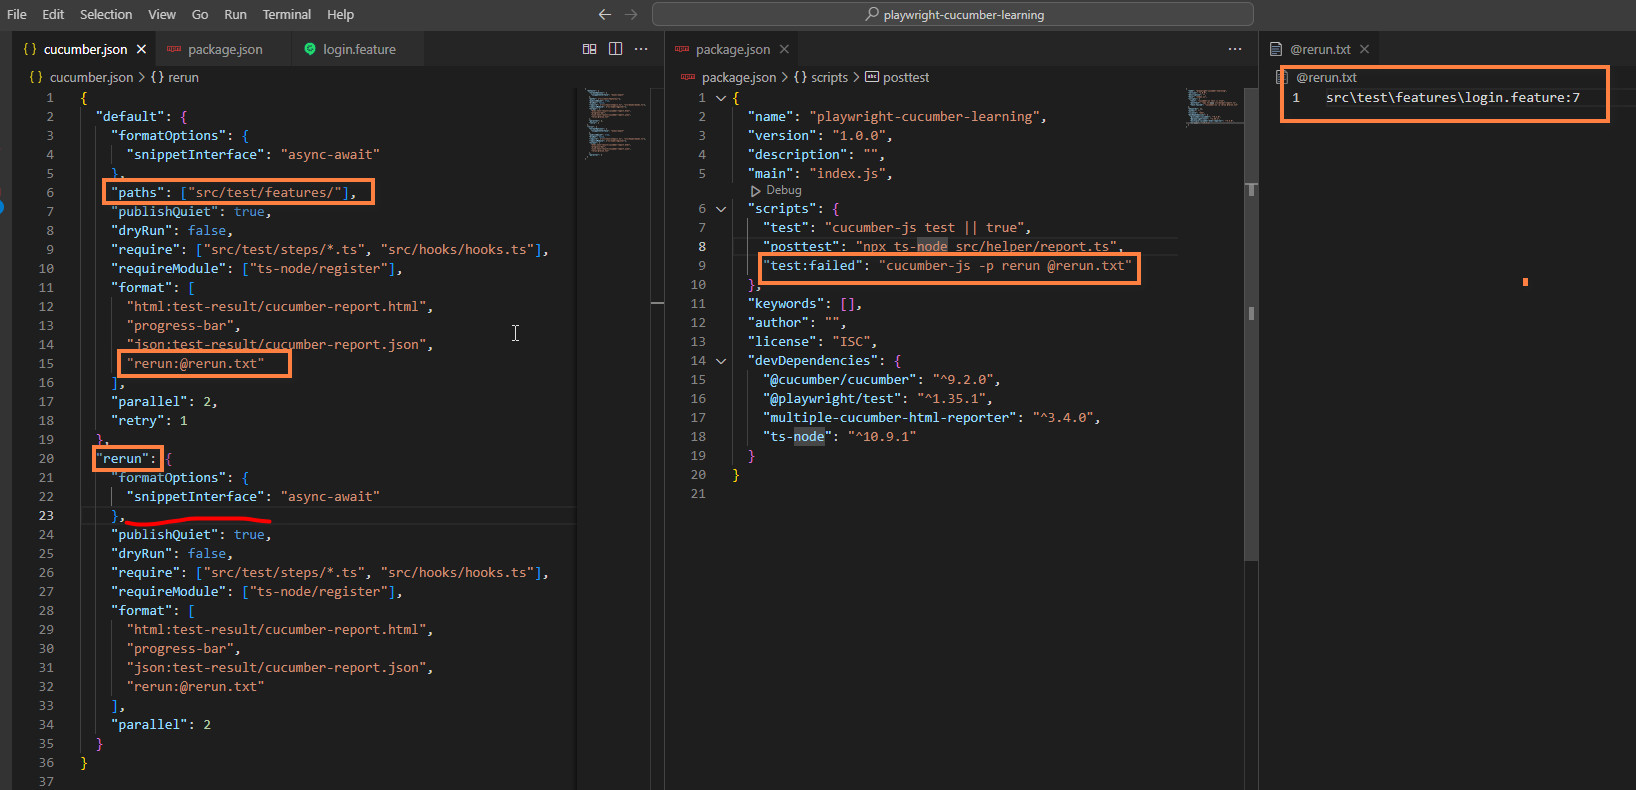 File Edit Selection View Go Run Terminal Help
playwright-cucumber-learning
{ } cucumber.json
package.json
login.feature
{ } cucumber.json > { } rerun
1 {
2 "default": {
3 "formatOptions": {
4 "snippetInterface": "async-await"
5 },
6 "paths": ["src/test/features/"],
7 "publishQuiet": true,
8 "dryRun": false,
9 "require": ["src/test/steps/*.ts", "src/hooks/hooks.ts"],
10 "requireModule": ["ts-node/register"],
11 "format": [
12 "html:test-result/cucumber-report.html",
13 "progress-bar",
14 "json:test-result/cucumber-report.json",
15 "rerun:@rerun.txt"
16 ],
17 "parallel": 2,
18 "retry": 1
19 },
20 "rerun": {
21 "formatOptions": {
22 "snippetInterface": "async-await"
23 },
24 "publishQuiet": true,
25 "dryRun": false,
26 "require": ["src/test/steps/*.ts", "src/hooks/hooks.ts"],
27 "requireModule": ["ts-node/register"],
28 "format": [
29 "html:test-result/cucumber-report.html",
30 "progress-bar",
31 "json:test-result/cucumber-report.json",
32 "rerun:@rerun.txt"
33 ],
34 "parallel": 2
35 }
36 }
37
package.json
package.json > { } scripts > abc posttest
1 {
2 "name": "playwright-cucumber-learning",
3 "version": "1.0.0",
4 "description": "",
5 "main": "index.js",
Debug
6 "scripts": {
7 "test": "cucumber-js test || true",
8 "posttest": "npx ts-node src/helper/report.ts",
9 "test:failed": "cucumber-js -p rerun @rerun.txt"
10 },
11 "keywords": [],
12 "author": "",
13 "license": "ISC",
14 "devDependencies": {
15 "@cucumber/cucumber": "^9.2.0",
16 "@playwright/test": "^1.35.1",
17 "multiple-cucumber-html-reporter": "^3.4.0",
18 "ts-node": "^10.9.1"
19 }
20 }
21
@rerun.txt
@rerun.txt
1 src\test\features\login.feature:7